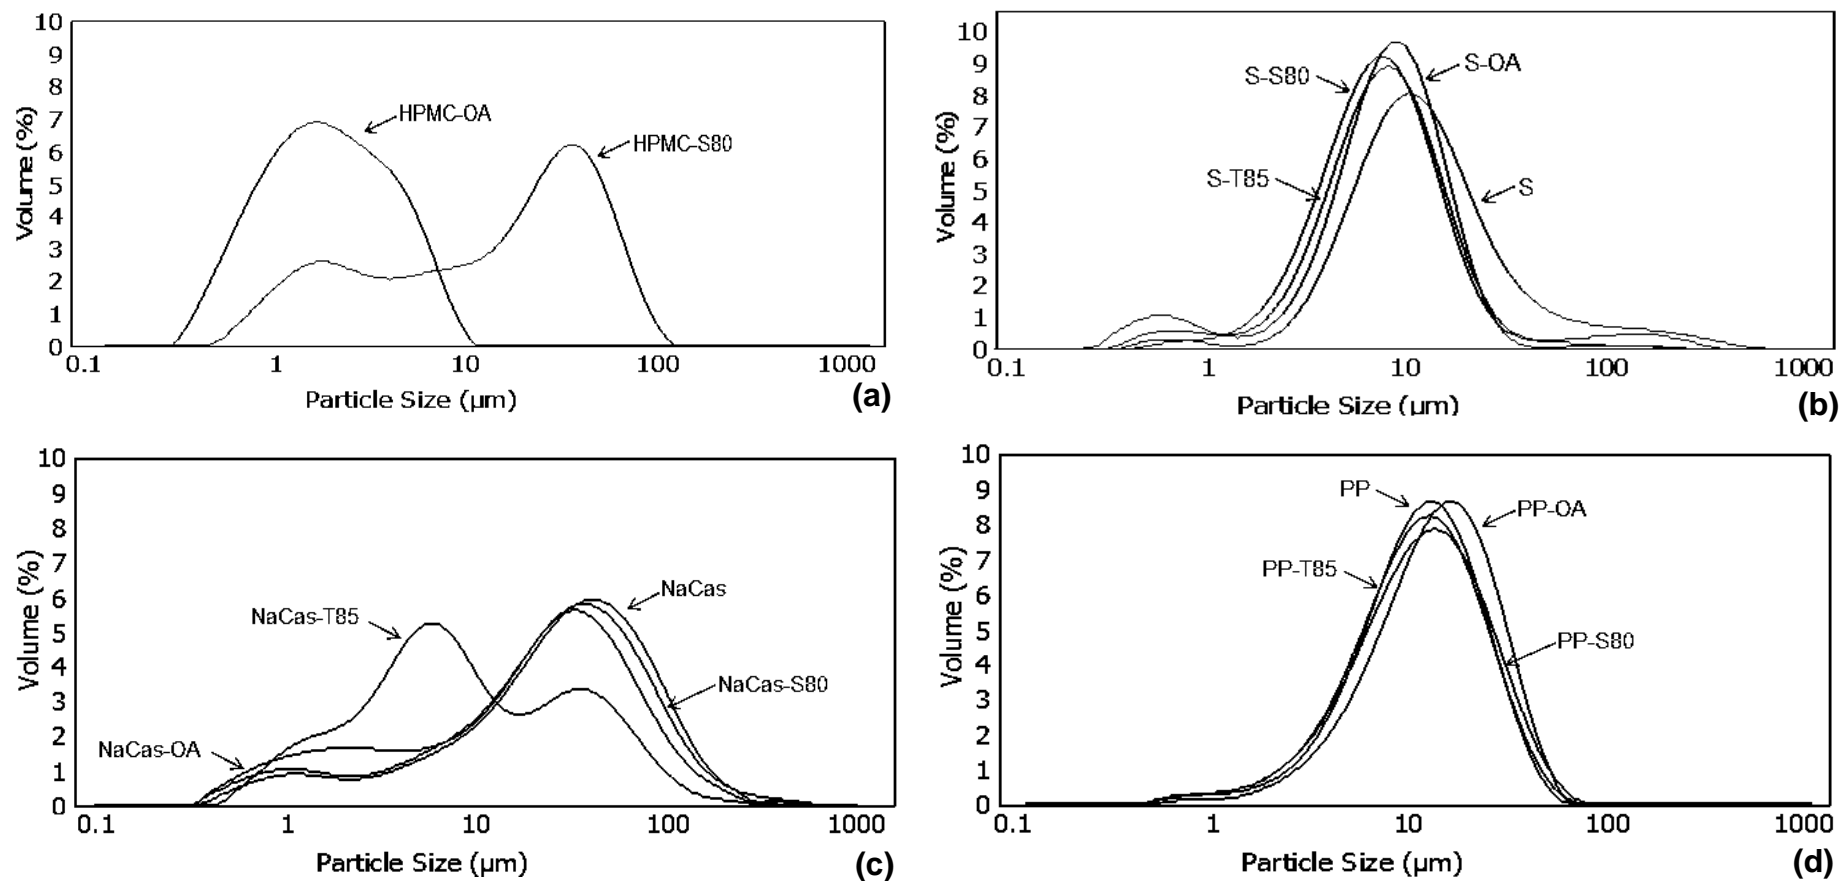 10
9
8
7
6
5
4
3
2
1
0
Volume (%)
HPMC-OA
HPMC-S80
0.1 1 10 100 1000
Particle Size (µm)
(a)
10
9
8
7
6
5
4
3
2
1
0
Volume (%)
S-S80
S-OA
S-T85
S
0.1 1 10 100 1000
Particle Size (µm)
(b)
10
9
8
7
6
5
4
3
2
1
0
Volume (%)
NaCas-T85
NaCas
NaCas-S80
NaCas-OA
0.1 1 10 100 1000
Particle Size (µm)
(c)
10
9
8
7
6
5
4
3
2
1
0
Volume (%)
PP
PP-OA
PP-T85
PP-S80
0.1 1 10 100 1000
Particle Size (µm)
(d)